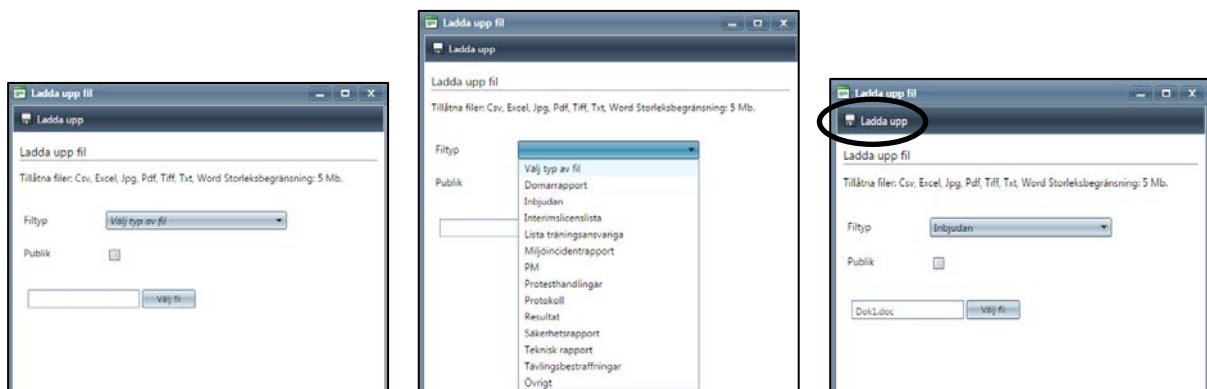 Ladda upp fil
Ladda upp
Ladda upp fil
Tillåtna filer: Csv, Excel, Jpg, Pdf, Tiff, Txt, Word Storleksbegränsning: 5 Mb.
Filtyp
Välj typ av fil
Publik
Välj fil
Ladda upp fil
Ladda upp
Ladda upp fil
Tillåtna filer: Csv, Excel, Jpg, Pdf, Tiff, Txt, Word Storleksbegränsning: 5 Mb.
Filtyp
Välj typ av fil
Domarrapport
Publik
Inbjudan
Interimslicenslista
Lista träningsansvariga
Miljöincidentrapport
PM
Protesthandlingar
Protokoll
Resultat
Säkerhetsrapport
Teknisk rapport
Tävlingsbestraffningar
Övrigt
Ladda upp fil
Ladda upp
Ladda upp fil
Tillåtna filer: Csv, Excel, Jpg, Pdf, Tiff, Txt, Word Storleksbegränsning: 5 Mb.
Filtyp
Inbjudan
Publik
Dok1.doc
Välj fil